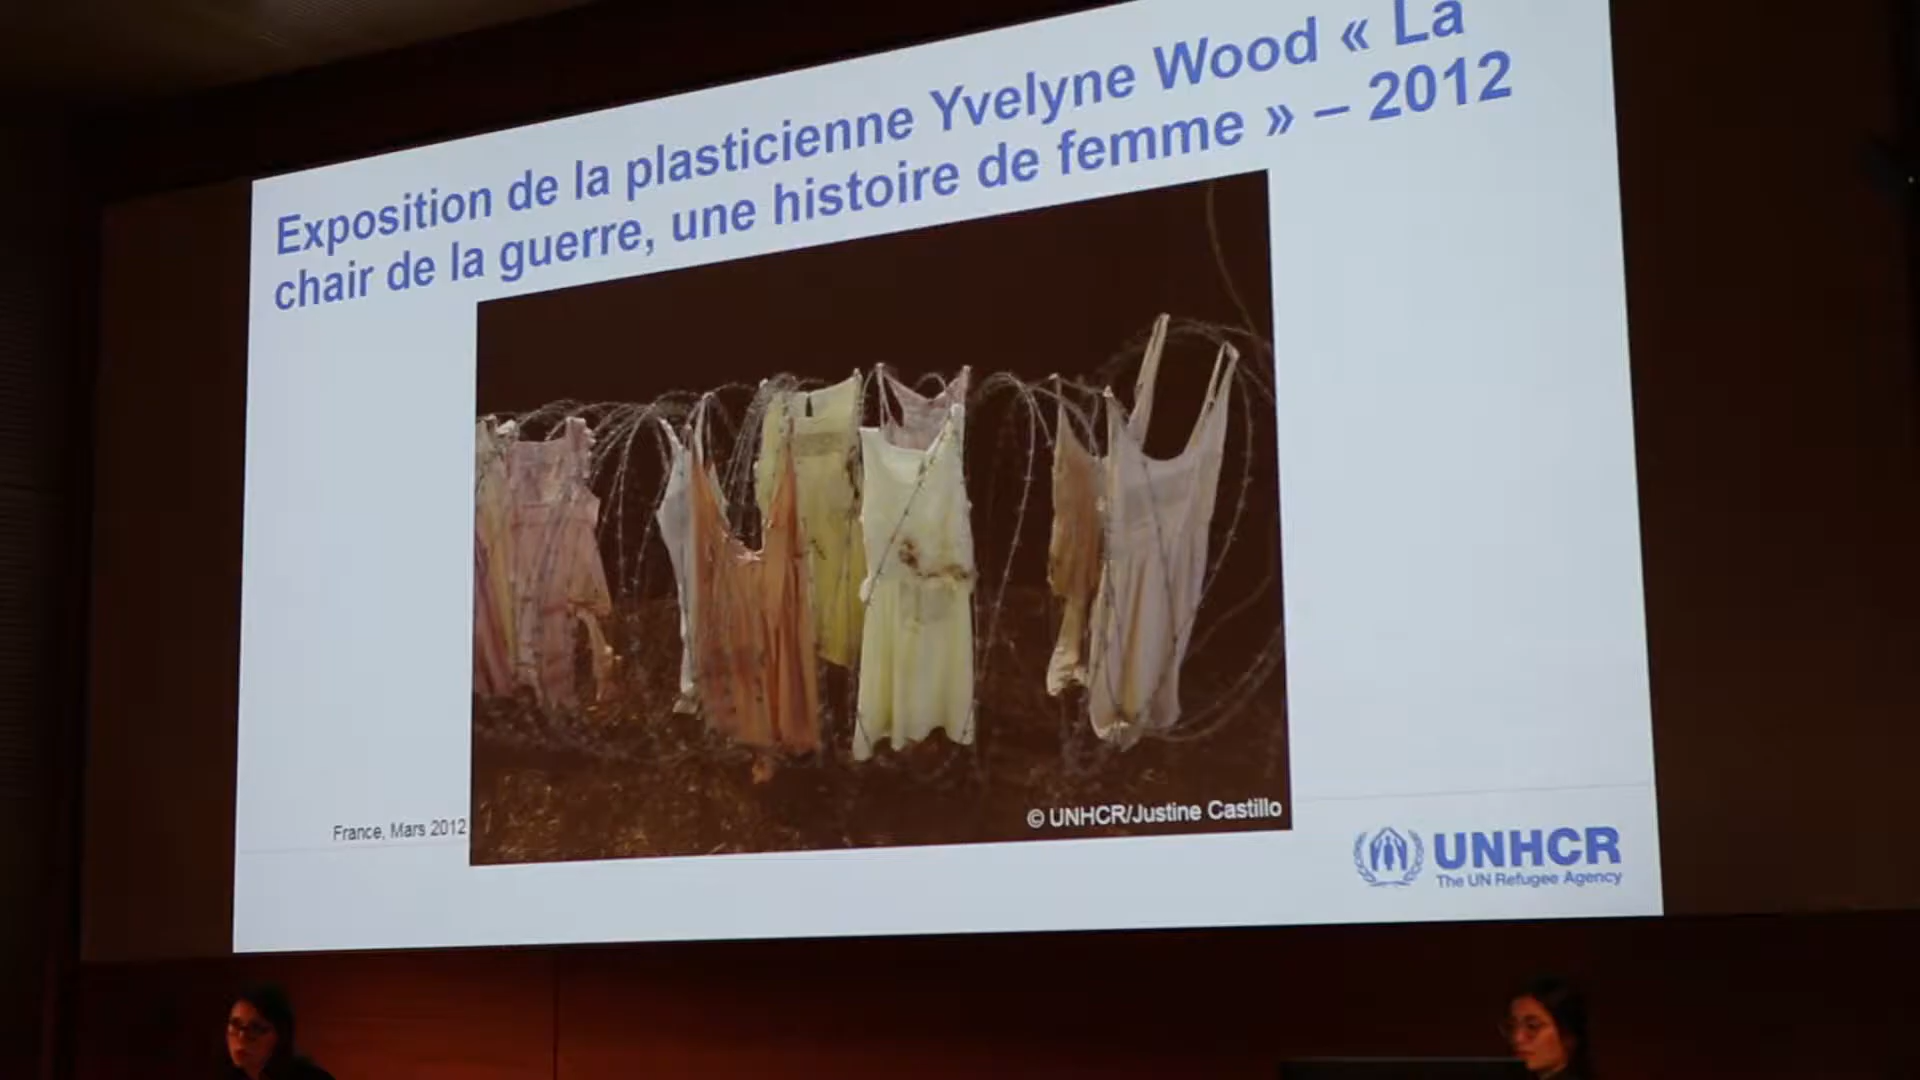 Exposition de la plasticienne Yvelyne Wood « La
chair de la guerre, une histoire de femme » – 2012
France, Mars 2012
© UNHCR/Justine Castillo
UNHCR
The UN Refugee Agency